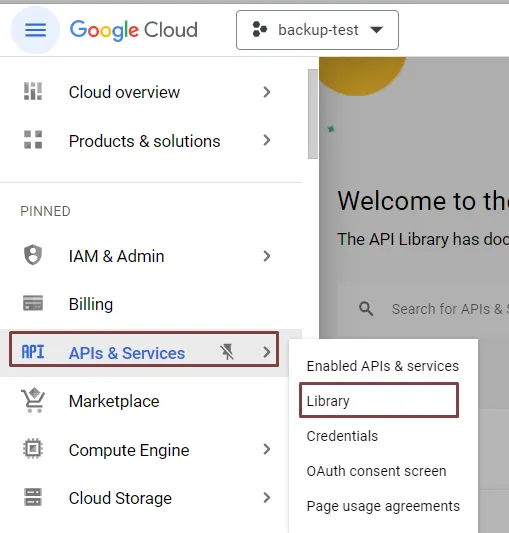 Google Cloud
backup-test
Cloud overview
Products & solutions
PINNED
IAM & Admin
Billing
API APIs & Services
Marketplace
Compute Engine
Cloud Storage
Welcome to the
The API Library has doc
Search for APIs &
Enabled APIs & services
Library
Credentials
OAuth consent screen
Page usage agreements